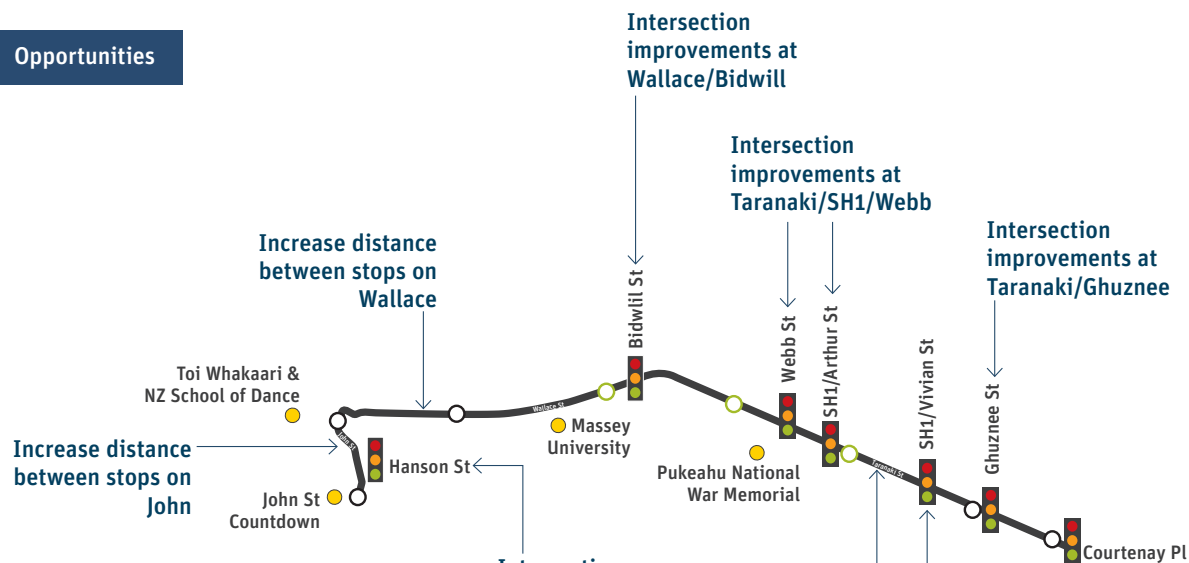 Opportunities
Intersection
improvements at
Wallace/Bidwill
Intersection
improvements at
Taranaki/SH1/Webb
Intersection
improvements at
Taranaki/Ghuznee
Increase distance
between stops on
Wallace
Bidwlil St
Webb St
SH1/Arthur St
SH1/Vivian St
Ghuznee St
Toi Whakaari &
NZ School of Dance
Wallace St
Massey
University
Increase distance
between stops on
John
John St
Hanson St
John St
Countdown
Pukeahu National
War Memorial
Taranaki St
Courtenay Pl